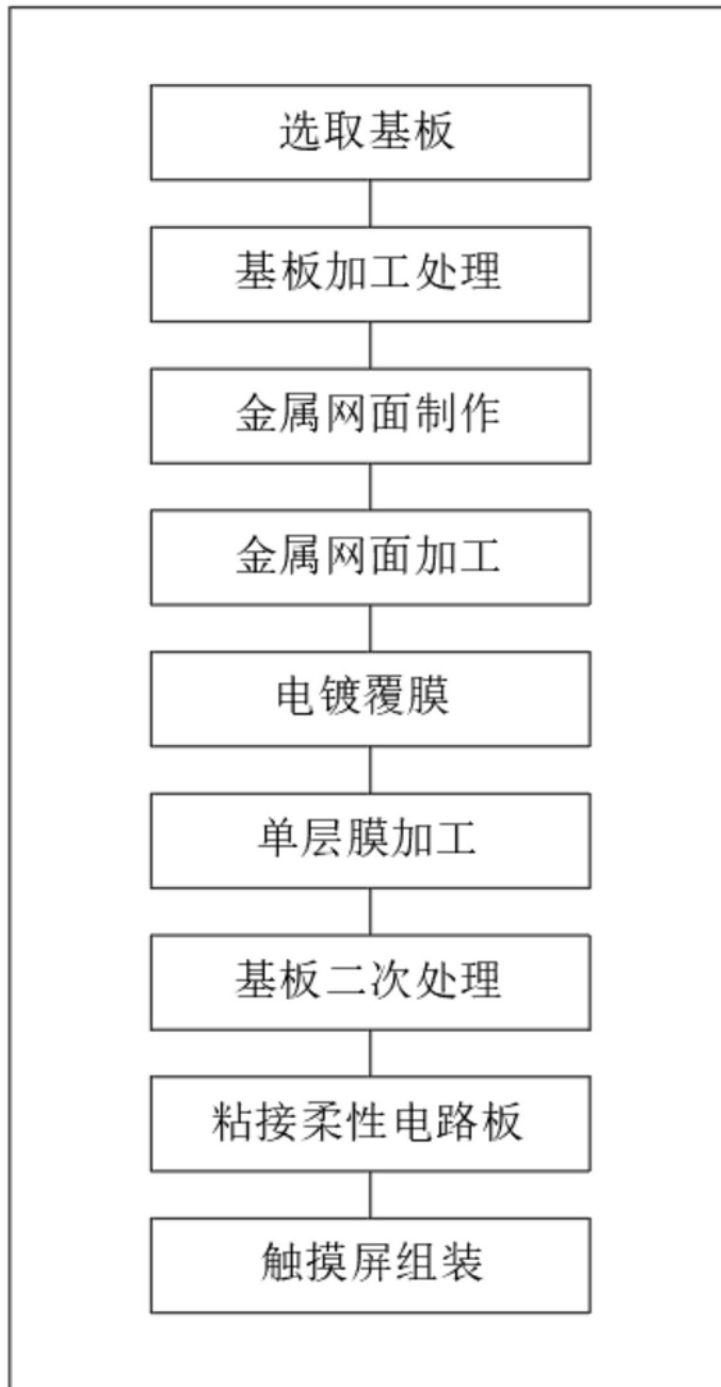 选取基板
基板加工处理
金属网面制作
金属网面加工
电镀覆膜
单层膜加工
基板二次处理
粘接柔性电路板
触摸屏组装